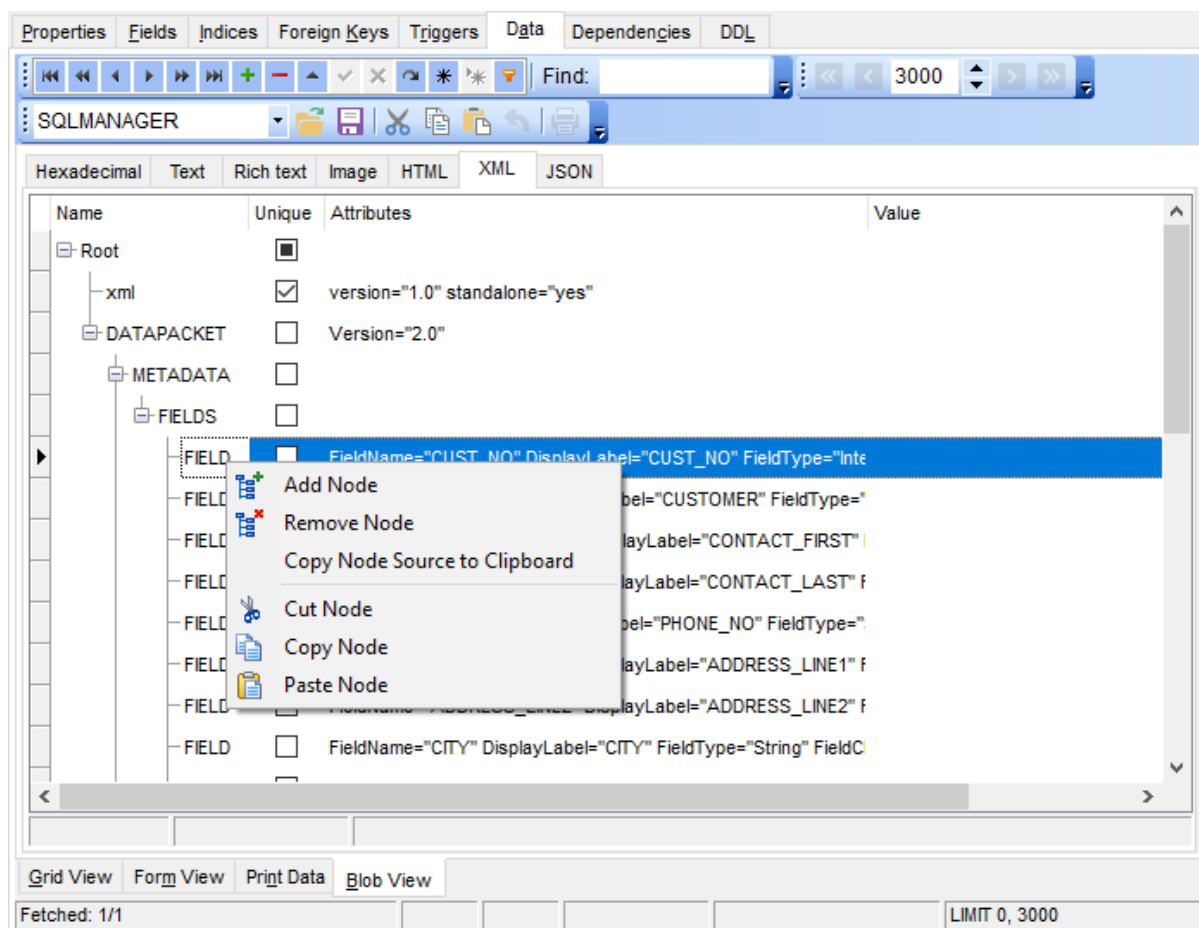 Properties Fields Indices Foreign Keys Triggers Data Dependencies DDL
Find: 3000
SQLMANAGER
Hexadecimal Text Rich text Image HTML XML JSON
Name Unique Attributes Value
Root
xml version="1.0" standalone="yes"
DATAPACKET Version="2.0"
METADATA
FIELDS
FIELD FieldName="CUST_NO" DisplayLabel="CUST_NO" FieldType="Inte
Add Node
FIELD bel="CUSTOMER" FieldType="
Remove Node
FIELD layLabel="CONTACT_FIRST"
Copy Node Source to Clipboard
FIELD layLabel="CONTACT_LAST" F
Cut Node
FIELD bel="PHONE_NO" FieldType="
Copy Node
FIELD layLabel="ADDRESS_LINE1" F
Paste Node
FIELD FieldName="ADDRESS_LINE2" DisplayLabel="ADDRESS_LINE2" F
FIELD FieldName="CITY" DisplayLabel="CITY" FieldType="String" FieldCl
Grid View Form View Print Data Blob View
Fetched: 1/1 LIMIT 0, 3000